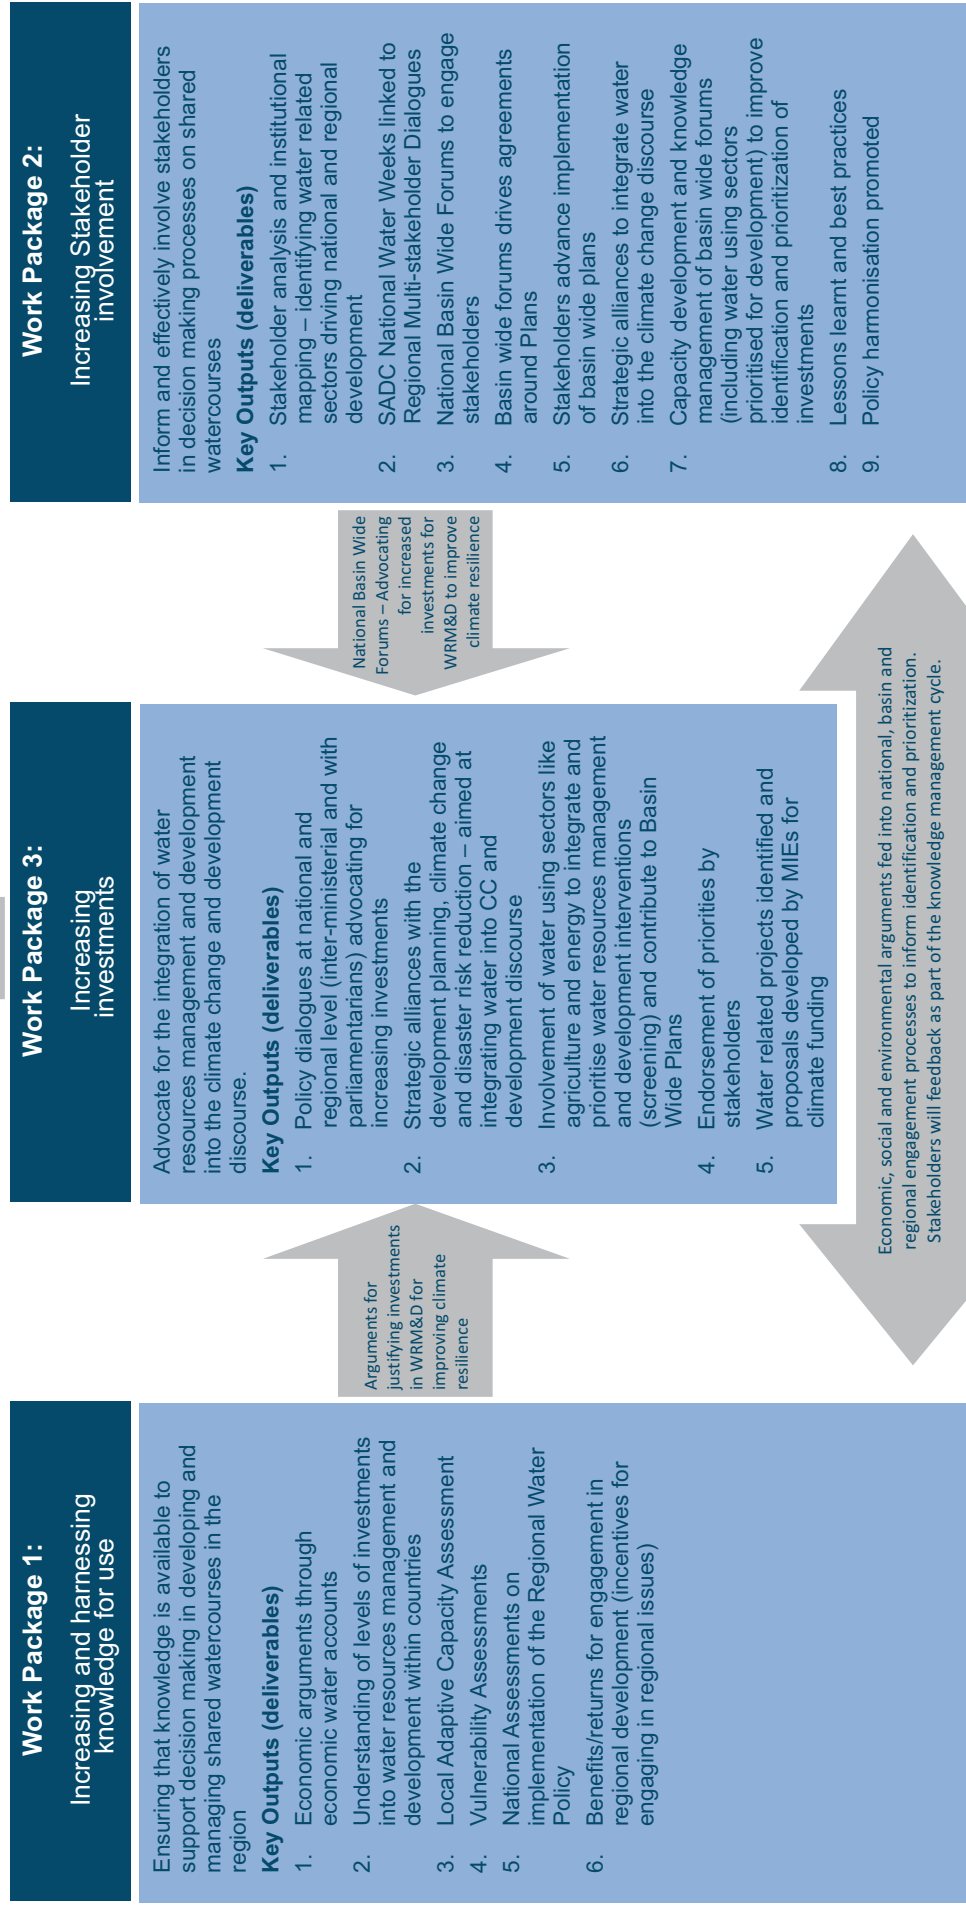 Work Package 1:
Increasing and harnessing
knowledge for use
Ensuring that knowledge is available to
support decision making in developing and
managing shared watercourses in the
region
Key Outputs (deliverables)
1. Economic arguments through
economic water accounts
2. Understanding of levels of investments
into water resources management and
development within countries
3. Local Adaptive Capacity Assessment
4. Vulnerability Assessments
5. National Assessments on
implementation of the Regional Water
Policy
6. Benefits/returns for engagement in
regional development (incentives for
engaging in regional issues)
Arguments for
justifying investments
in WRM&D for
improving climate
resilience
Work Package 3:
Increasing
investments
Advocate for the integration of water
resources management and development
into the climate change and development
discourse.
Key Outputs (deliverables)
1. Policy dialogues at national and
regional level (inter-ministerial and with
parliamentarians) advocating for
increasing investments
2. Strategic alliances with the
development planning, climate change
and disaster risk reduction – aimed at
integrating water into CC and
development discourse
3. Involvement of water using sectors like
agriculture and energy to integrate and
prioritise water resources management
and development interventions
(screening) and contribute to Basin
Wide Plans
4. Endorsement of priorities by
stakeholders
5. Water related projects identified and
proposals developed by MIEs for
climate funding
National Basin Wide
Forums – Advocating
for increased
investments for
WRM&D to improve
climate resilience
Work Package 2:
Increasing Stakeholder
involvement
Inform and effectively involve stakeholders
in decision making processes on shared
watercourses
Key Outputs (deliverables)
1. Stakeholder analysis and institutional
mapping – identifying water related
sectors driving national and regional
development
2. SADC National Water Weeks linked to
Regional Multi-stakeholder Dialogues
3. National Basin Wide Forums to engage
stakeholders
4. Basin wide forums drives agreements
around Plans
5. Stakeholders advance implementation
of basin wide plans
6. Strategic alliances to integrate water
into the climate change discourse
7. Capacity development and knowledge
management of basin wide forums
(including water using sectors
prioritised for development) to improve
identification and prioritization of
investments
8. Lessons learnt and best practices
9. Policy harmonisation promoted
Economic, social and environmental arguments fed into national, basin and
regional engagement processes to inform identification and prioritization.
Stakeholders will feedback as part of the knowledge management cycle.